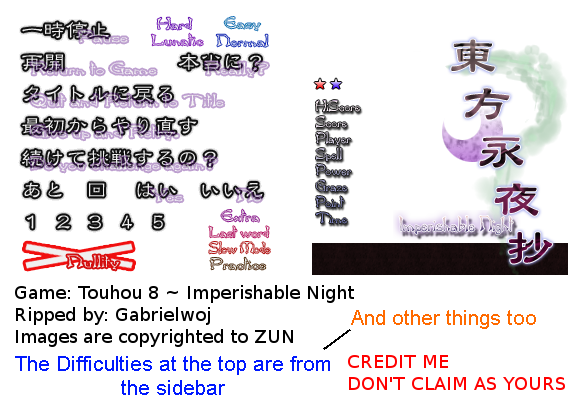 一時停止
Pause
Hard
Easy
Lunatic
Normal
再開
Return to Game
本当に？
Really?
タイトルに戻る
Quit and Return to Title
最初からやり直す
Give up and Retry
続けて挑戦するの？
Do you challenge again?
あと 回 はい いいえ
Yes No
１ ２ ３ ４ ５
Extra
Last word
Slow Mode
Practice
Nullify
HiScore
Score
Player
Spell
Power
Graze
Point
Time
東方永夜抄
Imperishable Night
Game: Touhou 8 ~ Imperishable Night
Ripped by: Gabrielwoj
Images are copyrighted to ZUN
And other things too
The Difficulties at the top are from
the sidebar
CREDIT ME
DON'T CLAIM AS YOURS